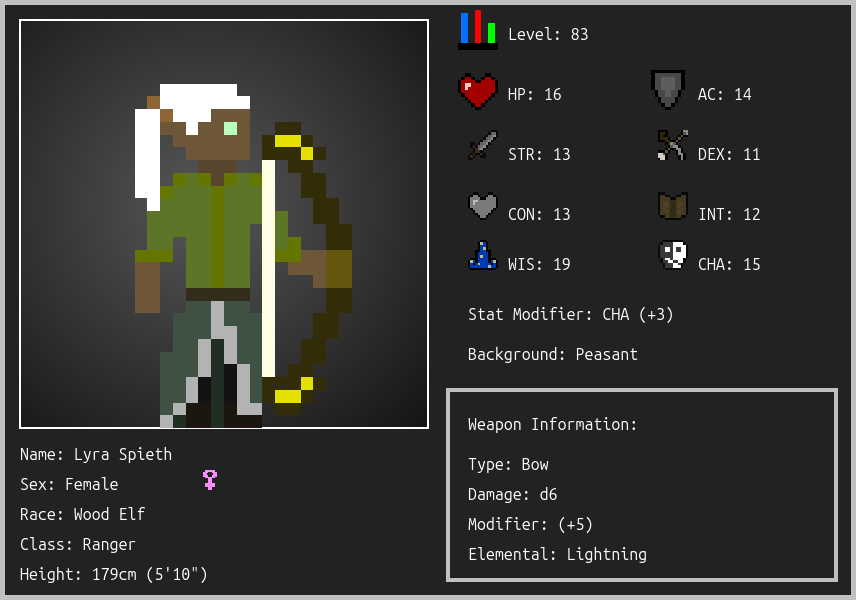 Level: 83
HP: 16
AC: 14
STR: 13
DEX: 11
CON: 13
INT: 12
WIS: 19
CHA: 15
Stat Modifier: CHA (+3)
Background: Peasant
Weapon Information:
Type: Bow
Damage: d6
Modifier: (+5)
Elemental: Lightning
Name: Lyra Spieth
Sex: Female
Race: Wood Elf
Class: Ranger
Height: 179cm (5'10")